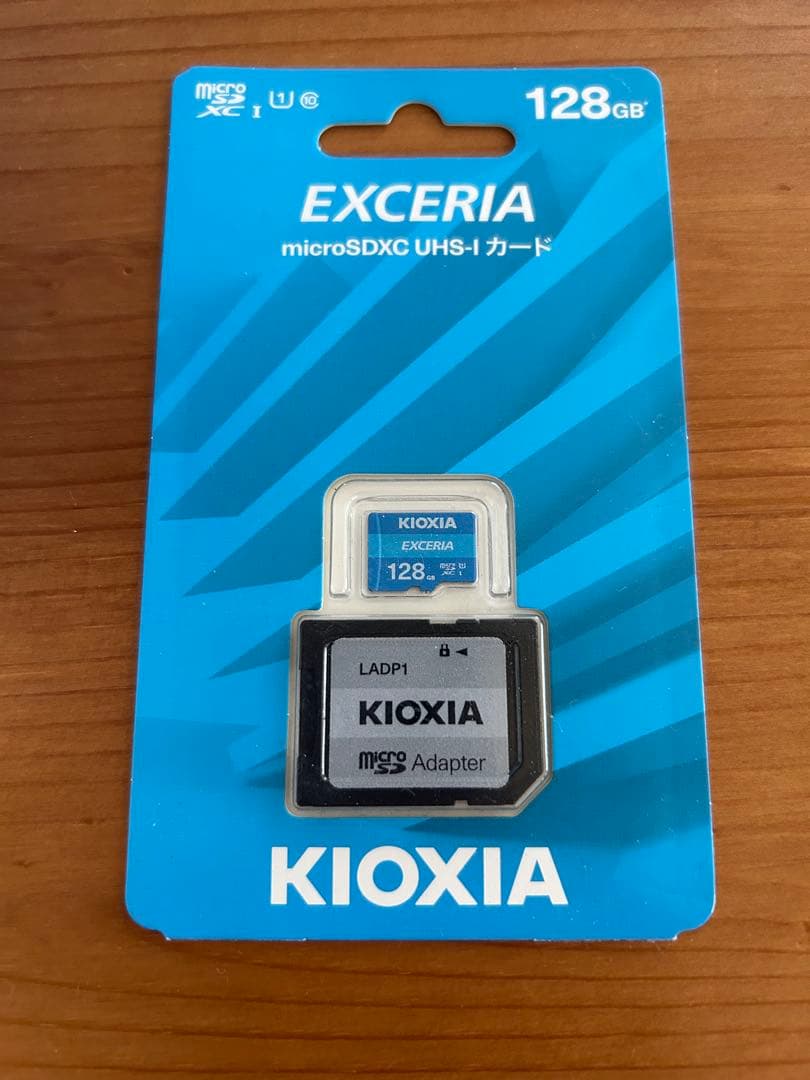 micro SD XC I U1 10
128GB*
EXCERIA
microSDXC UHS-I カード
KIOXIA
EXCERIA
128GB micro SD XC I U1
LADP1
KIOXIA
micro SD Adapter
KIOXIA